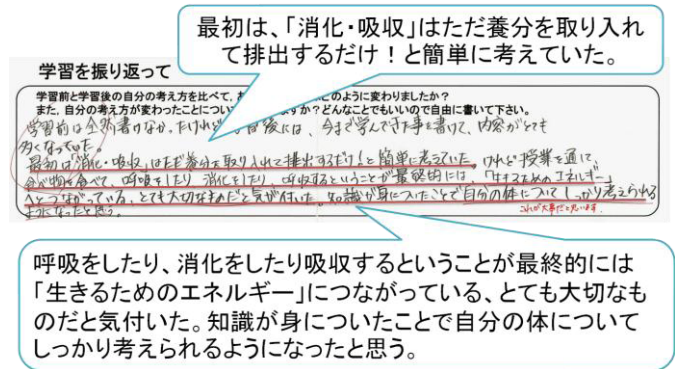 最初は、「消化・吸収」はただ養分を取り入れ
て排出するだけ！と簡単に考えていた。
学習を振り返って
学習前と学習後の自分の考え方を比べて、
のように変わりましたか？
また、自分の考え方が変わったことについ
ますか？どんなことでもいいので自由に書いて下さい。
学習前は全然書けなかったけれど
後には、今まで学んできた事を書けて、内容がとても
多くなっていた。
最初は「消化・吸収」はただ養分を取り入れて排出するだけ！と簡単に考えていた。けれど授業を通して、
食べ物を食べて、呼吸をしたり消化をしたり、吸収するということが最終的には、「生きるためのエネルギー」
につながっている、とても大切なものだと気が付いた。知識が身についたことで自分の体についてしっかり考えられる
ようになったと思う。
これが大事だと思います。
呼吸をしたり、消化をしたり吸収するということが最終的には
「生きるためのエネルギー」につながっている、とても大切なも
のだと気付いた。知識が身についたことで自分の体について
しっかり考えられるようになったと思う。